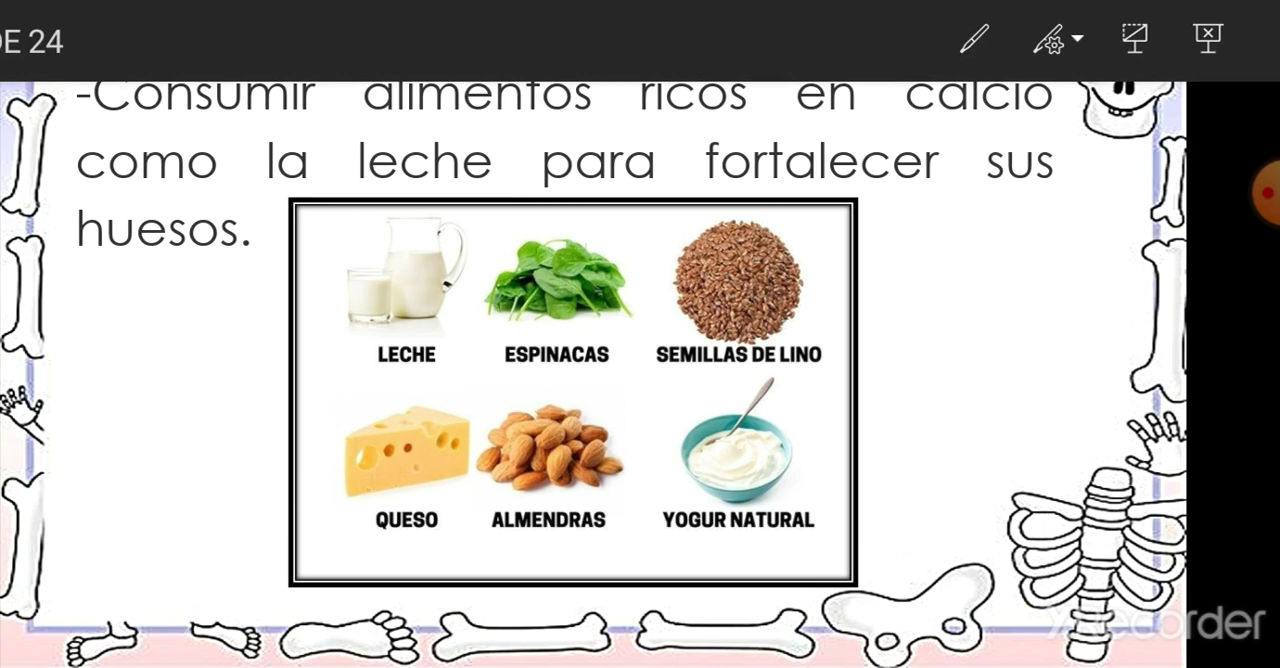 DE 24
-Consumir alimentos ricos en calcio
como la leche para fortalecer sus
huesos.
LECHE ESPINACAS SEMILLAS DE LINO
QUESO ALMENDRAS YOGUR NATURAL
XRecorder